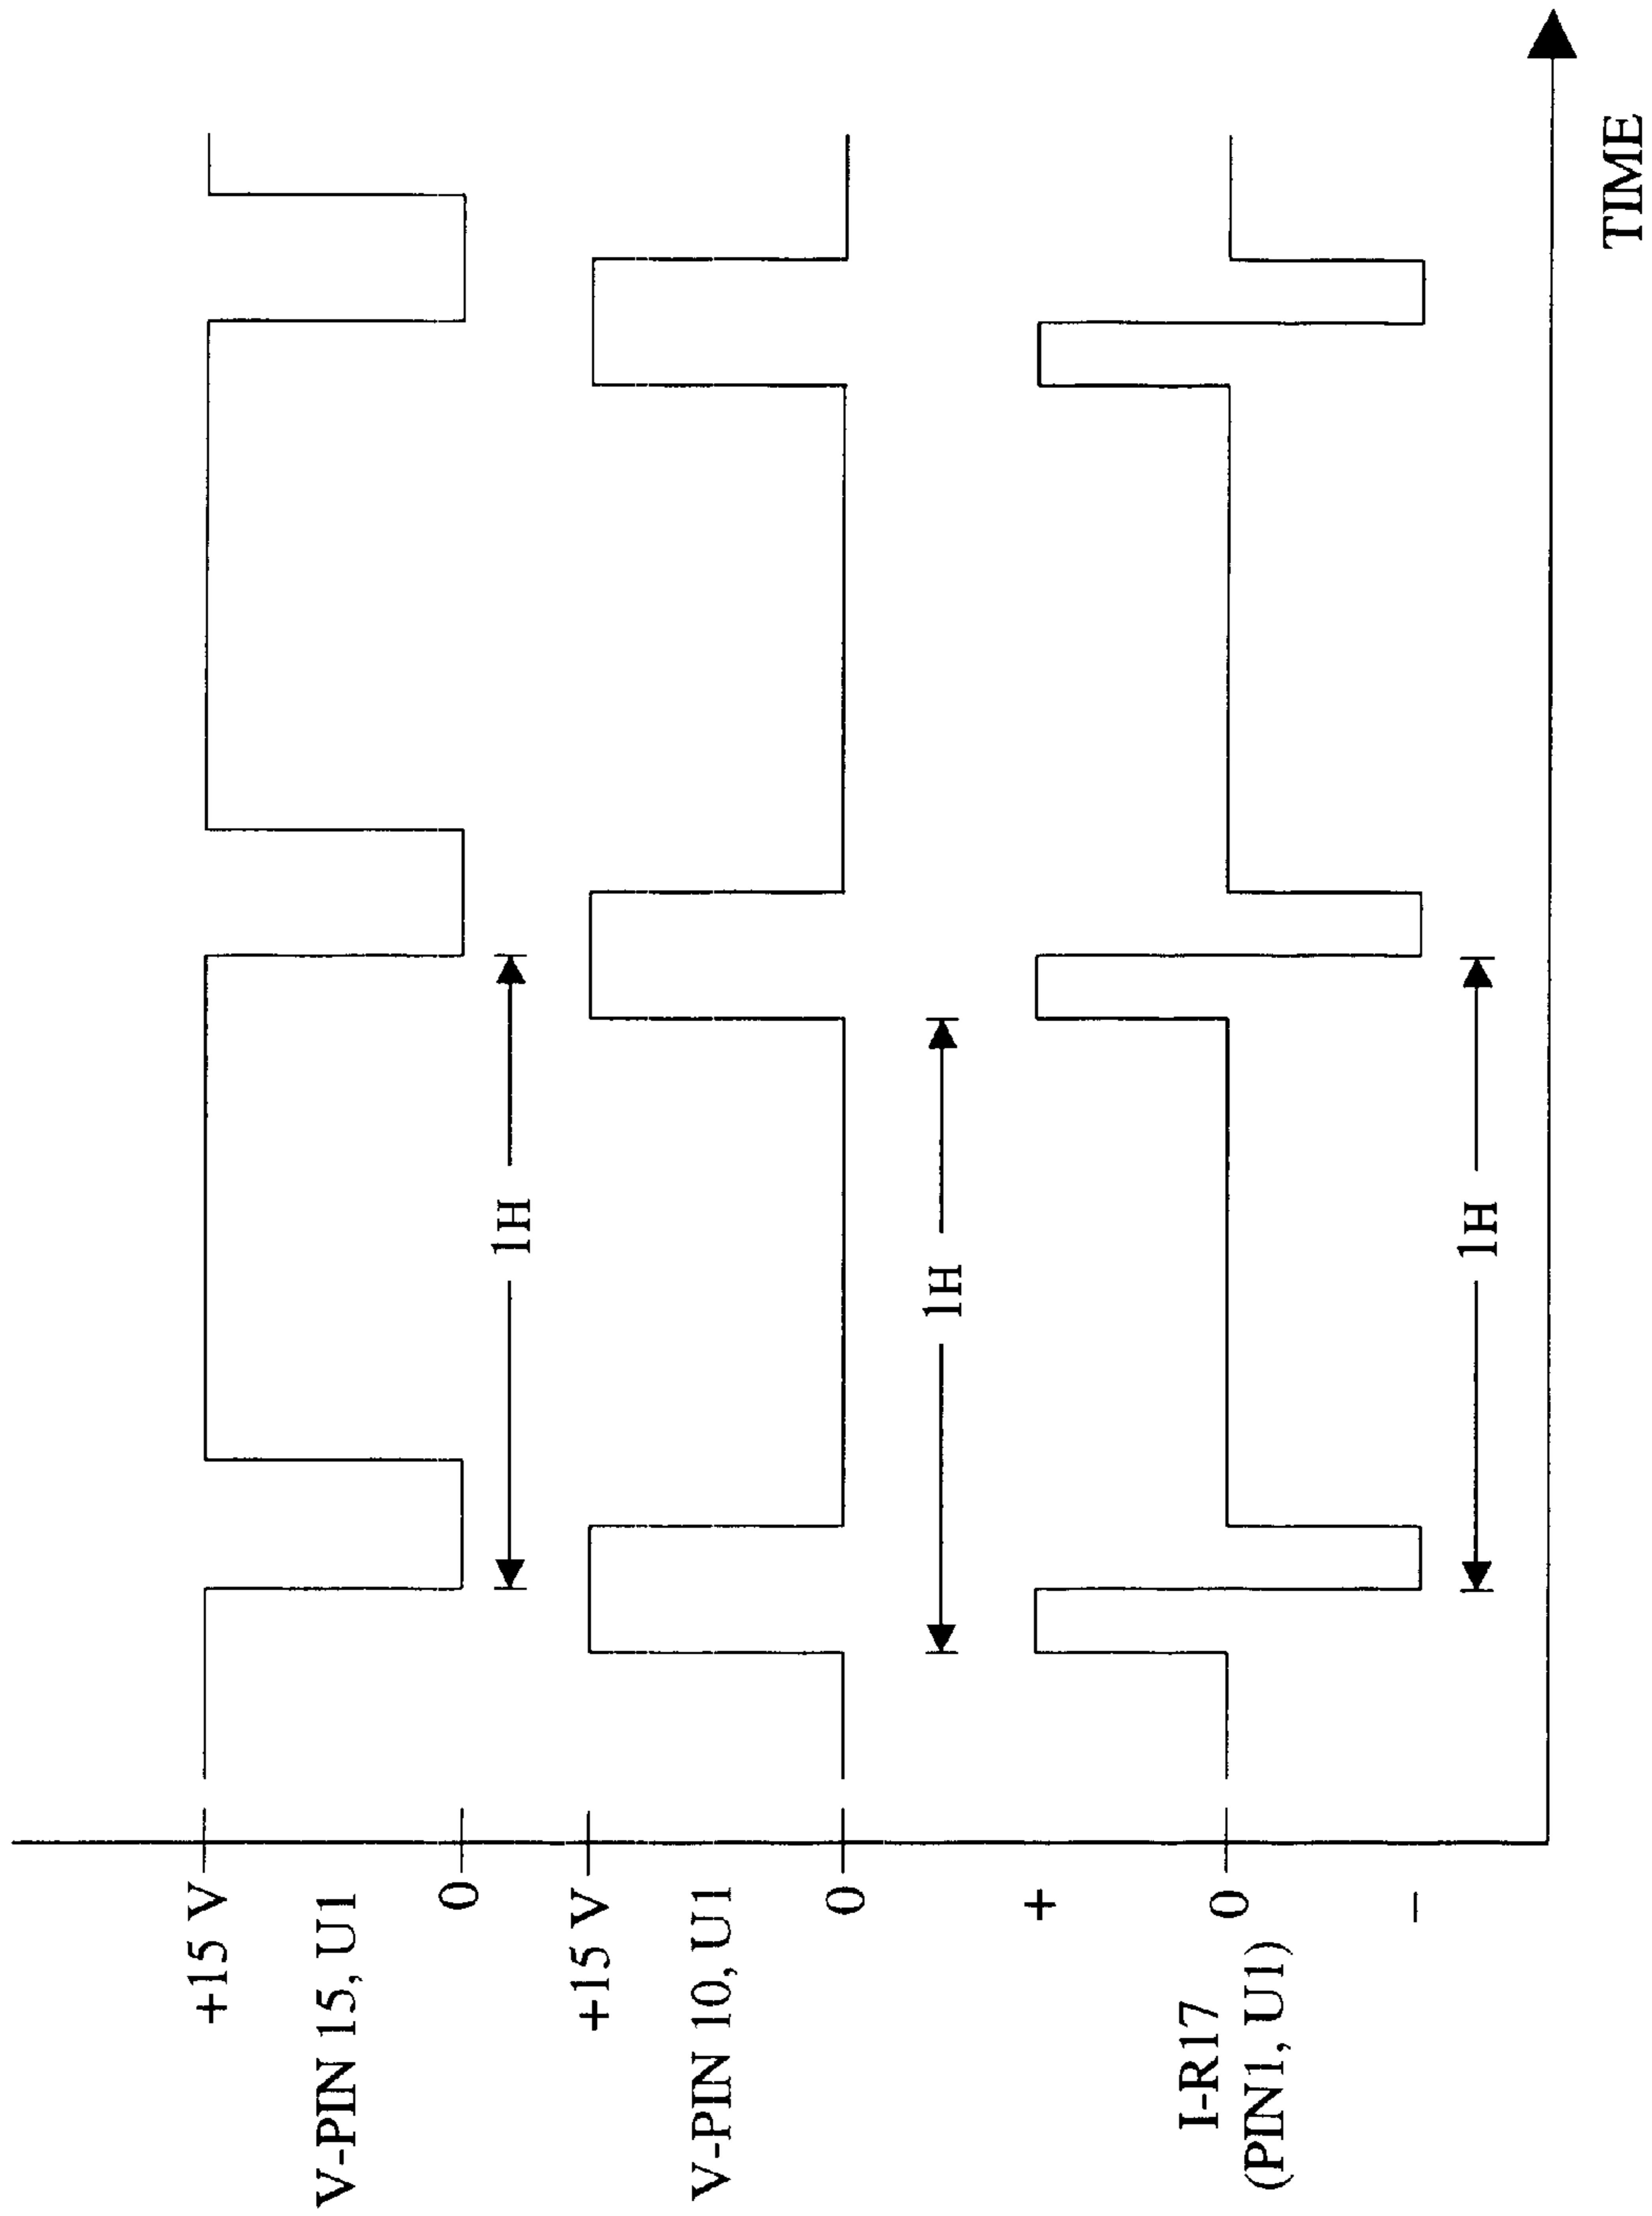 +15 V
V-PIN 15, U1
0
1H
+15 V
V-PIN 10, U1
0
1H
+
I-R17
0
(PIN1, U1)
−
1H
TIME